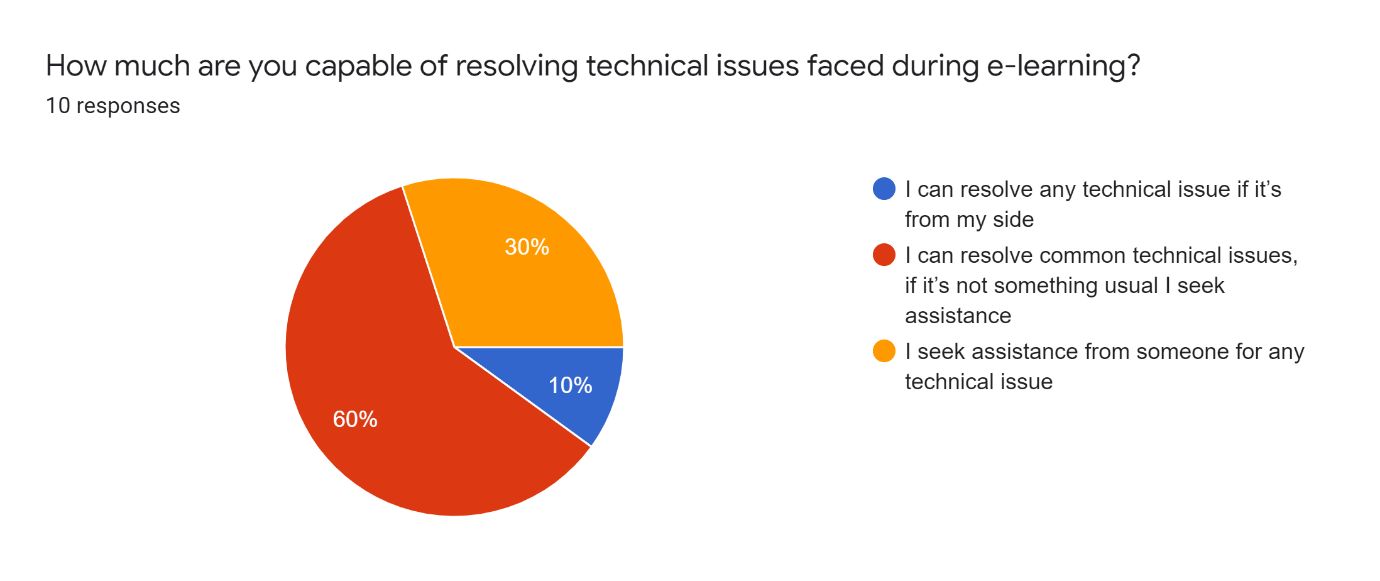 How much are you capable of resolving technical issues faced during e-learning?
10 responses
30%
10%
60%
I can resolve any technical issue if it’s
from my side
I can resolve common technical issues,
if it’s not something usual I seek
assistance
I seek assistance from someone for any
technical issue